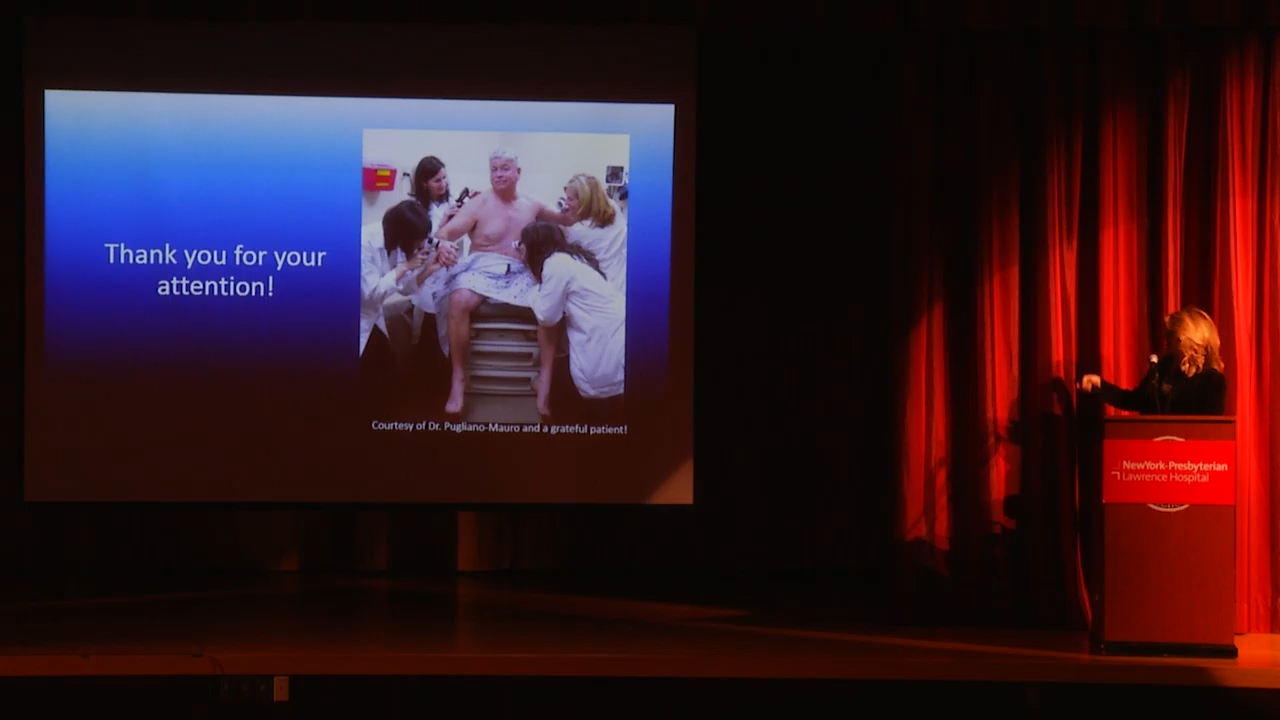 Thank you for your
attention!
Courtesy of Dr. Pugliano-Mauro and a grateful patient!
NewYork-Presbyterian
Lawrence Hospital